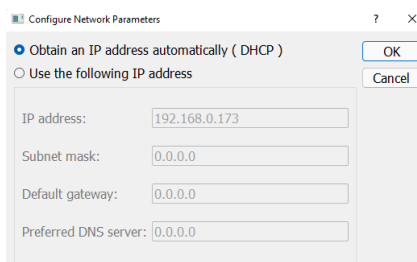 Configure Network Parameters ? ×
Obtain an IP address automatically ( DHCP )
OK
Use the following IP address
Cancel
IP address: 192.168.0.173
Subnet mask: 0.0.0.0
Default gateway: 0.0.0.0
Preferred DNS server: 0.0.0.0